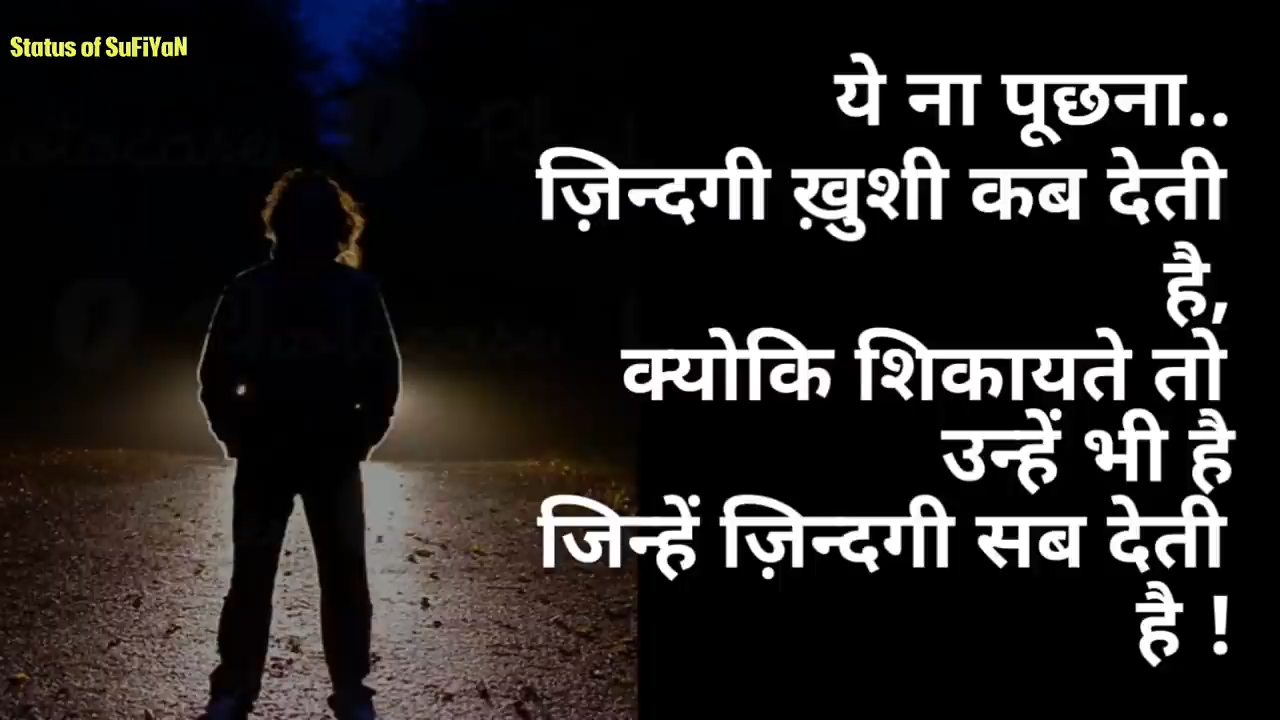 Status of SuFiYaN
ये ना पूछना..
ज़िन्दगी ख़ुशी कब देती
है,
क्योकि शिकायते तो
उन्हें भी है
जिन्हें ज़िन्दगी सब देती
है !